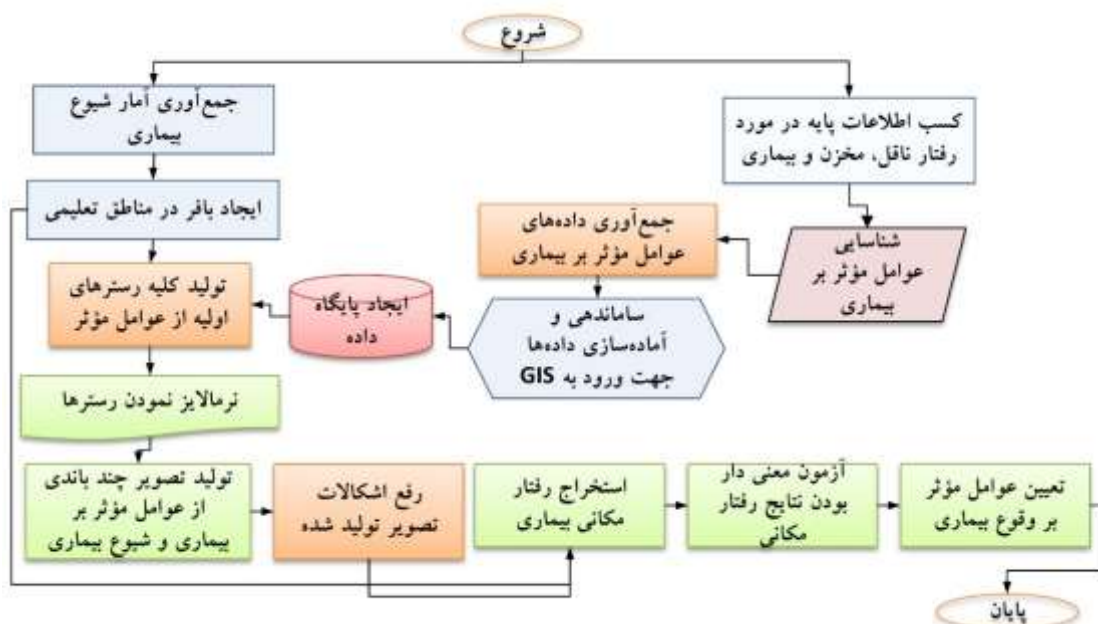 شروع
جمع‌آوری آمار شیوع
بیماری
کسب اطلاعات پایه در مورد
رفتار ناقل، مخزن و بیماری
ایجاد بافر در مناطق تعلیمی
جمع‌آوری داده‌های
عوامل مؤثر بر بیماری
شناسایی
عوامل مؤثر بر
بیماری
تولید کلیه رسترهای
اولیه از عوامل مؤثر
ایجاد پایگاه
داده
ساماندهی و
آماده‌سازی داده‌ها
جهت ورود به GIS
نرمالایز نمودن رسترها
تولید تصویر چند باندی
از عوامل مؤثر بر
بیماری و شیوع بیماری
رفع اشکالات
تصویر تولید شده
استخراج رفتار
مکانی بیماری
آزمون معنی دار
بودن نتایج رفتار
مکانی
تعیین عوامل مؤثر
بر وقوع بیماری
پایان